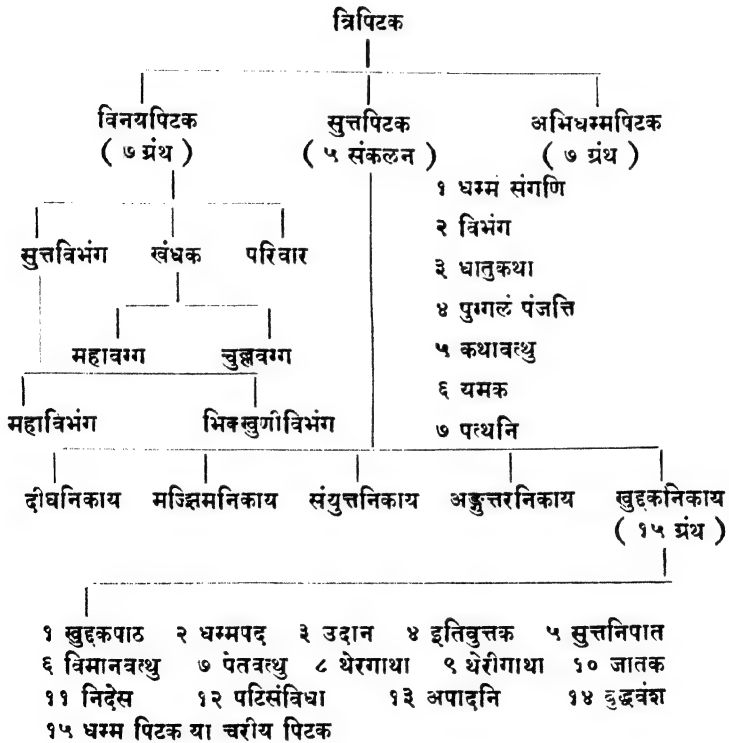 त्रिपिटक
विनयपिटक सुत्तपिटक अभिधम्मपिटक
( ७ ग्रंथ ) ( ५ संकलन ) ( ७ ग्रंथ )
१ धम्म संगणि
२ विभंग
सुत्तविभंग खंधक परिवार
३ धातुकथा
४ पुग्गलं पंजत्ति
महावग्ग चुल्लवग्ग
५ कथावत्थु
६ यमक
महाविभंग भिक्खुणीविभंग
७ पत्थनि
दीघनिकाय मज्झिमनिकाय संयुत्तनिकाय अङ्गुत्तरनिकाय खुद्दकनिकाय
( १५ ग्रंथ )
१ खुद्दकपाठ २ धम्मपद ३ उदान ४ इतिवुत्तक ५ सुत्तनिपात
६ विमानवत्थु ७ पेतवत्थु ८ थेरगाथा ९ थेरीगाथा १० जातक
११ निदेस १२ पटिसंविधा १३ अपादनि १४ बुद्धवंश
१५ धम्म पिटक या चरीय पिटक